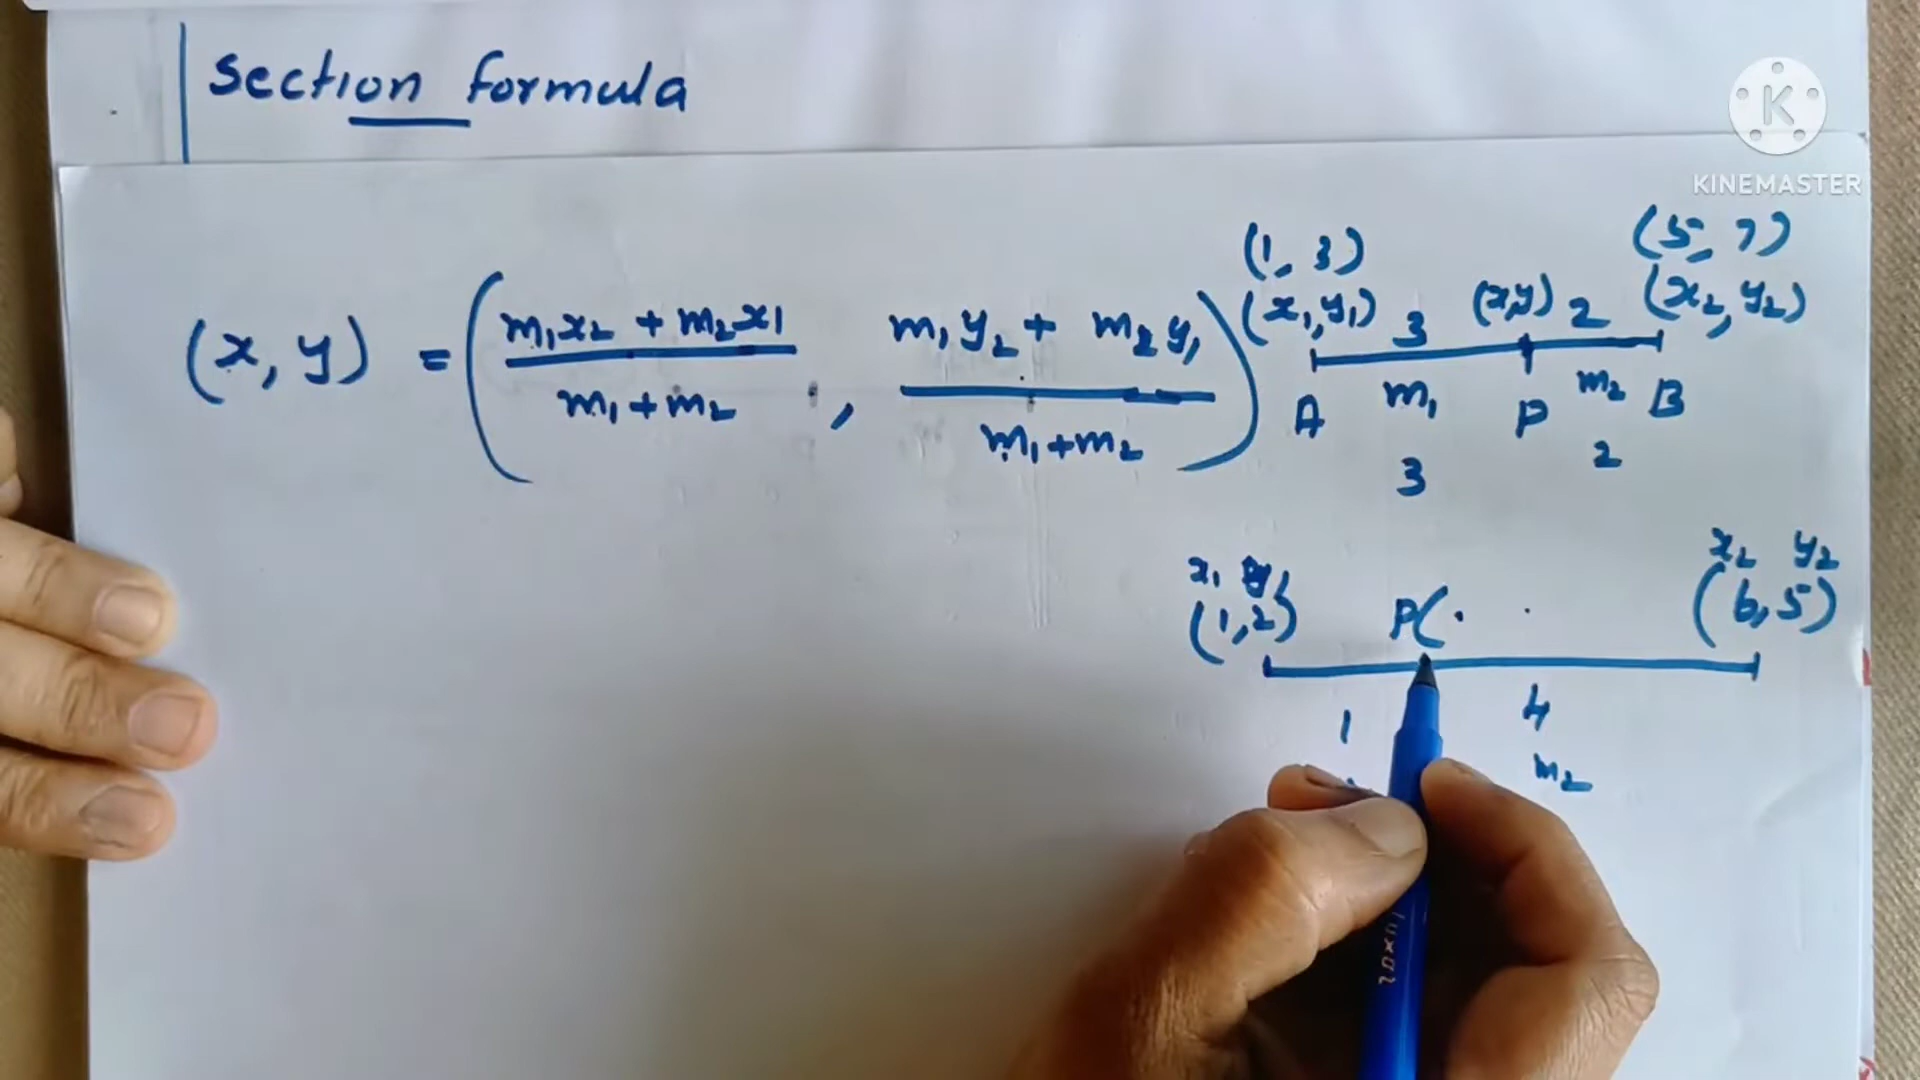 Section formula
K
KINEMASTER
(1, 3) (5, 7)
(x, y) = ( m₁x₂ + m₂x₁ / m₁+m₂ , m₁y₂ + m₂y₁ / m₁+m₂ )
(x₁,y₁) 3 (x,y) 2 (x₂, y₂)
A m₁ P m₂ B
3 2
x₁ y₁ x₂ y₂
(1,2) P( (6,5)
1 4
m₂
luxor